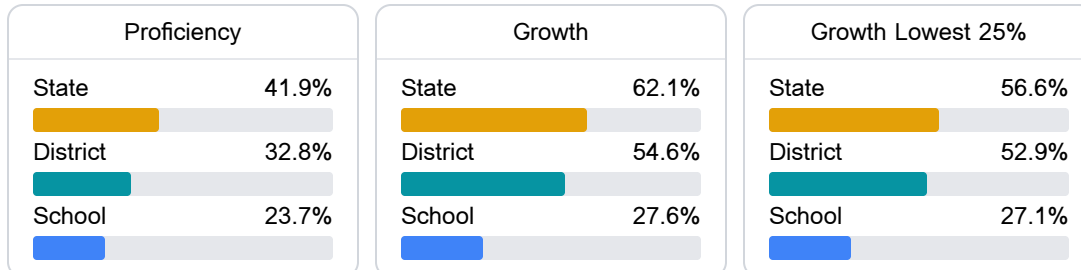 Proficiency
State 41.9%
District 32.8%
School 23.7%
Growth
State 62.1%
District 54.6%
School 27.6%
Growth Lowest 25%
State 56.6%
District 52.9%
School 27.1%